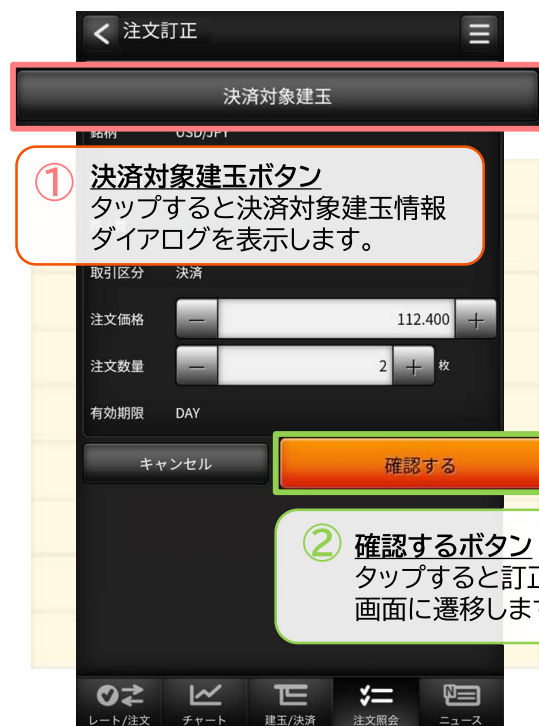 注文訂正
決済対象建玉
銘柄 USD/JPY
① 決済対象建玉ボタン
タップすると決済対象建玉情報
ダイアログを表示します。
取引区分 決済
注文価格 － 112.400 ＋
注文数量 － 2 ＋ 枚
有効期限 DAY
キャンセル 確認する
② 確認するボタン
タップすると訂正
画面に遷移しま
レート/注文 チャート 建玉/決済 注文照会 ニュース